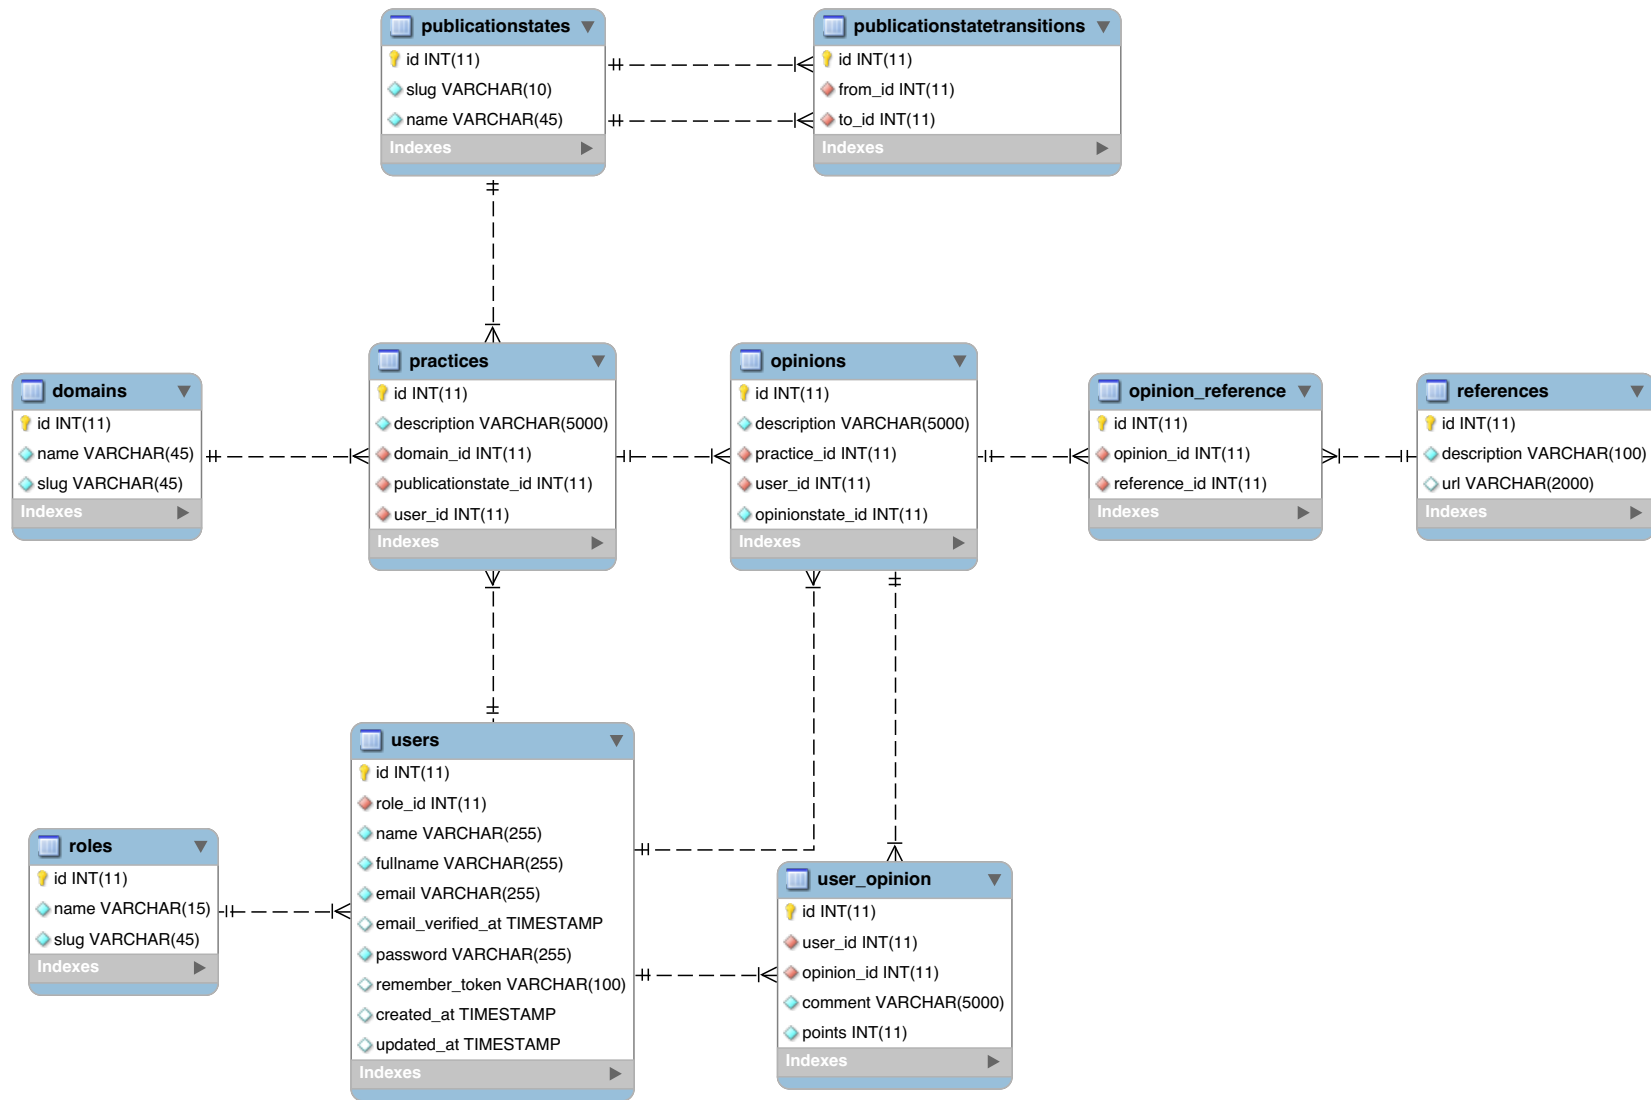 publicationstates
id INT(11)
slug VARCHAR(10)
name VARCHAR(45)
Indexes
publicationstatetransitions
id INT(11)
from_id INT(11)
to_id INT(11)
Indexes
domains
id INT(11)
name VARCHAR(45)
slug VARCHAR(45)
Indexes
practices
id INT(11)
description VARCHAR(5000)
domain_id INT(11)
publicationstate_id INT(11)
user_id INT(11)
Indexes
opinions
id INT(11)
description VARCHAR(5000)
practice_id INT(11)
user_id INT(11)
opinionstate_id INT(11)
Indexes
opinion_reference
id INT(11)
opinion_id INT(11)
reference_id INT(11)
Indexes
references
id INT(11)
description VARCHAR(100)
url VARCHAR(2000)
Indexes
roles
id INT(11)
name VARCHAR(15)
slug VARCHAR(45)
Indexes
users
id INT(11)
role_id INT(11)
name VARCHAR(255)
fullname VARCHAR(255)
email VARCHAR(255)
email_verified_at TIMESTAMP
password VARCHAR(255)
remember_token VARCHAR(100)
created_at TIMESTAMP
updated_at TIMESTAMP
Indexes
user_opinion
id INT(11)
user_id INT(11)
opinion_id INT(11)
comment VARCHAR(5000)
points INT(11)
Indexes